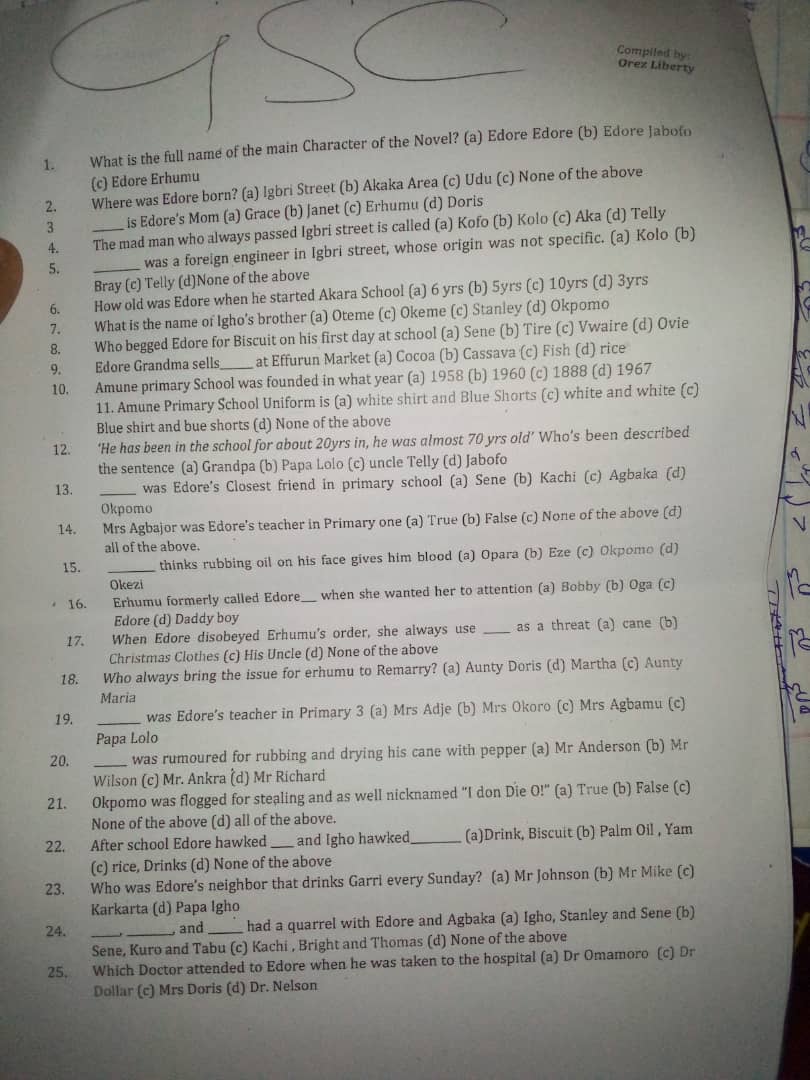 GSC
Compiled by:
Orez Liberty
1. What is the full name of the main Character of the Novel? (a) Edore Edore (b) Edore Jabofo
(c) Edore Erhumu
2. Where was Edore born? (a) Igbri Street (b) Akaka Area (c) Udu (c) None of the above
3 ____ is Edore's Mom (a) Grace (b) Janet (c) Erhumu (d) Doris
4. The mad man who always passed Igbri street is called (a) Kofo (b) Kolo (c) Aka (d) Telly
5. ______ was a foreign engineer in Igbri street, whose origin was not specific. (a) Kolo (b)
Bray (c) Telly (d)None of the above
6. How old was Edore when he started Akara School (a) 6 yrs (b) 5yrs (c) 10yrs (d) 3yrs
7. What is the name of Igho's brother (a) Oteme (c) Okeme (c) Stanley (d) Okpomo
8. Who begged Edore for Biscuit on his first day at school (a) Sene (b) Tire (c) Vwaire (d) Ovie
9. Edore Grandma sells_____ at Effurun Market (a) Cocoa (b) Cassava (c) Fish (d) rice
10. Amune primary School was founded in what year (a) 1958 (b) 1960 (c) 1888 (d) 1967
11. Amune Primary School Uniform is (a) white shirt and Blue Shorts (c) white and white (c)
Blue shirt and bue shorts (d) None of the above
12. 'He has been in the school for about 20yrs in, he was almost 70 yrs old' Who's been described
the sentence (a) Grandpa (b) Papa Lolo (c) uncle Telly (d) Jabofo
13. _____ was Edore's Closest friend in primary school (a) Sene (b) Kachi (c) Agbaka (d)
Okpomo
14. Mrs Agbajor was Edore's teacher in Primary one (a) True (b) False (c) None of the above (d)
all of the above.
15. ______ thinks rubbing oil on his face gives him blood (a) Opara (b) Eze (c) Okpomo (d)
Okezi
16. Erhumu formerly called Edore__ when she wanted her to attention (a) Bobby (b) Oga (c)
Edore (d) Daddy boy
17. When Edore disobeyed Erhumu's order, she always use ____ as a threat (a) cane (b)
Christmas Clothes (c) His Uncle (d) None of the above
18. Who always bring the issue for erhumu to Remarry? (a) Aunty Doris (d) Martha (c) Aunty
Maria
19. ______ was Edore's teacher in Primary 3 (a) Mrs Adje (b) Mrs Okoro (c) Mrs Agbamu (c)
Papa Lolo
20. _____ was rumoured for rubbing and drying his cane with pepper (a) Mr Anderson (b) Mr
Wilson (c) Mr. Ankra (d) Mr Richard
21. Okpomo was flogged for stealing and as well nicknamed "I don Die O!" (a) True (b) False (c)
None of the above (d) all of the above.
22. After school Edore hawked ___ and Igho hawked_______ (a)Drink, Biscuit (b) Palm Oil , Yam
(c) rice, Drinks (d) None of the above
23. Who was Edore's neighbor that drinks Garri every Sunday? (a) Mr Johnson (b) Mr Mike (c)
Karkarta (d) Papa Igho
24. ____, ______, and _____ had a quarrel with Edore and Agbaka (a) Igho, Stanley and Sene (b)
Sene, Kuro and Tabu (c) Kachi , Bright and Thomas (d) None of the above
25. Which Doctor attended to Edore when he was taken to the hospital (a) Dr Omamoro (c) Dr
Dollar (c) Mrs Doris (d) Dr. Nelson